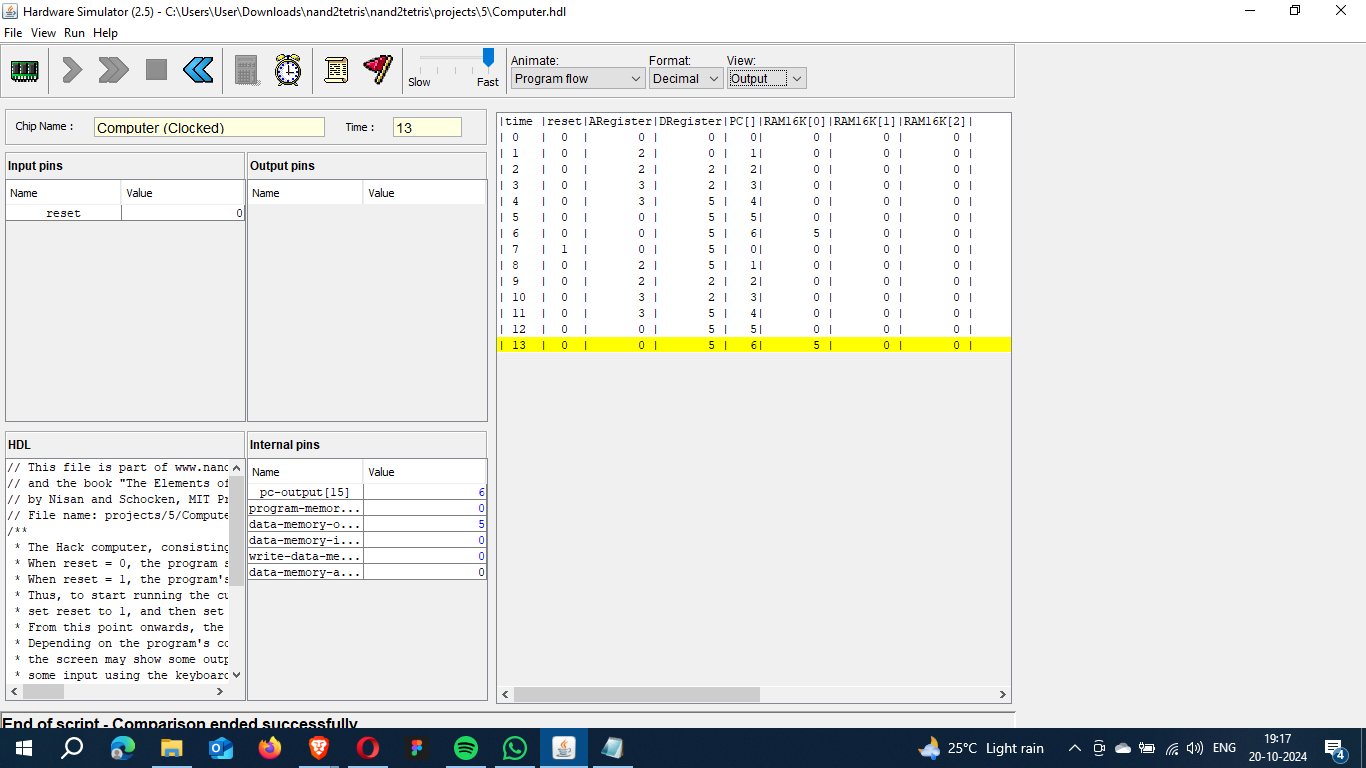 Hardware Simulator (2.5) - C:\Users\User\Downloads\nand2tetris\nand2tetris\projects\5\Computer.hdl
File View Run Help
Slow Fast
Animate: Format: View:
Program flow Decimal Output
Chip Name : Computer (Clocked) Time : 13
Input pins
Name Value
reset 0
Output pins
Name Value
HDL
// This file is part of www.nand
// and the book "The Elements of
// by Nisan and Schocken, MIT Pr
// File name: projects/5/Compute
/**
* The Hack computer, consisting
* When reset = 0, the program s
* When reset = 1, the program's
* Thus, to start running the cu
* set reset to 1, and then set
* From this point onwards, the
* Depending on the program's co
* the screen may show some outp
* some input using the keyboard
Internal pins
Name Value
pc-output[15] 6
program-memor... 0
data-memory-o... 5
data-memory-i... 0
write-data-me... 0
data-memory-a... 0
|time |reset|ARegister|DRegister|PC[]|RAM16K[0]|RAM16K[1]|RAM16K[2]|
| 0 | 0 | 0 | 0 | 0| 0 | 0 | 0 |
| 1 | 0 | 2 | 0 | 1| 0 | 0 | 0 |
| 2 | 0 | 2 | 2 | 2| 0 | 0 | 0 |
| 3 | 0 | 3 | 2 | 3| 0 | 0 | 0 |
| 4 | 0 | 3 | 5 | 4| 0 | 0 | 0 |
| 5 | 0 | 0 | 5 | 5| 0 | 0 | 0 |
| 6 | 0 | 0 | 5 | 6| 5 | 0 | 0 |
| 7 | 1 | 0 | 5 | 0| 0 | 0 | 0 |
| 8 | 0 | 2 | 5 | 1| 0 | 0 | 0 |
| 9 | 0 | 2 | 2 | 2| 0 | 0 | 0 |
| 10 | 0 | 3 | 2 | 3| 0 | 0 | 0 |
| 11 | 0 | 3 | 5 | 4| 0 | 0 | 0 |
| 12 | 0 | 0 | 5 | 5| 0 | 0 | 0 |
| 13 | 0 | 0 | 5 | 6| 5 | 0 | 0 |
End of script - Comparison ended successfully
25°C Light rain ENG 19:17
20-10-2024
4